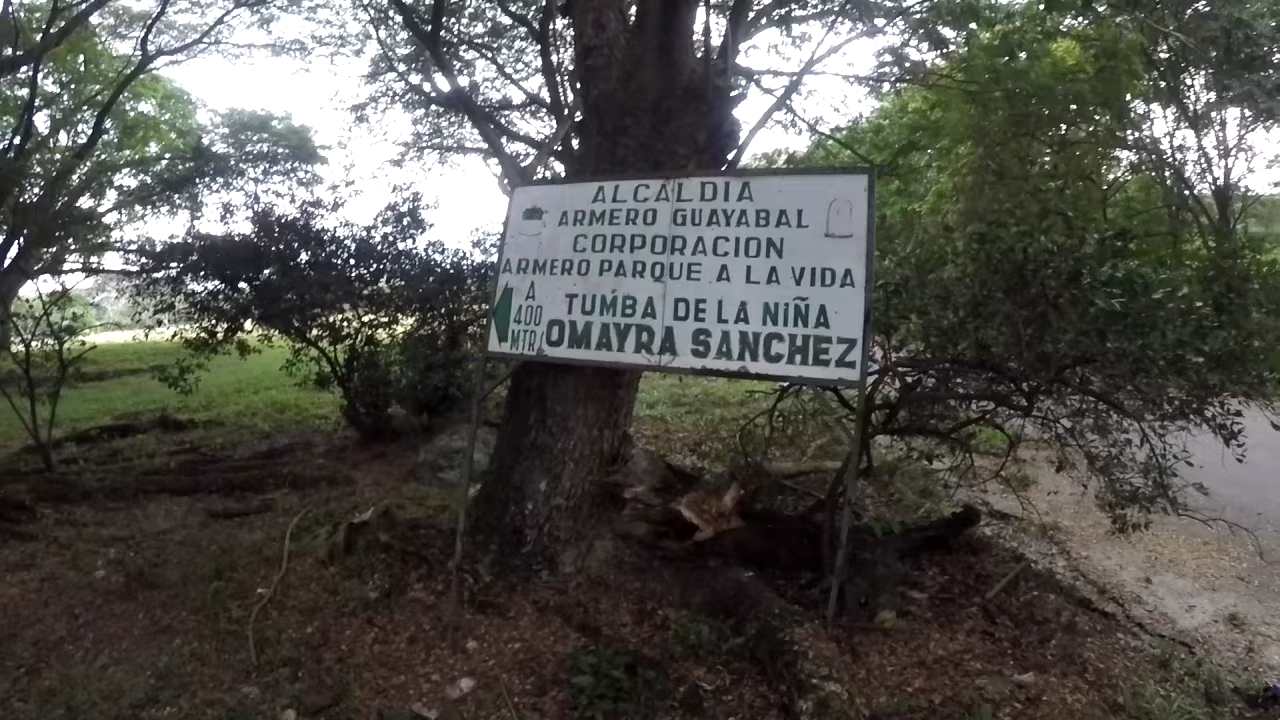 ALCALDIA
ARMERO GUAYABAL
CORPORACION
ARMERO PARQUE A LA VIDA
A
400
MTR
TUMBA DE LA NIÑA
OMAYRA SANCHEZ